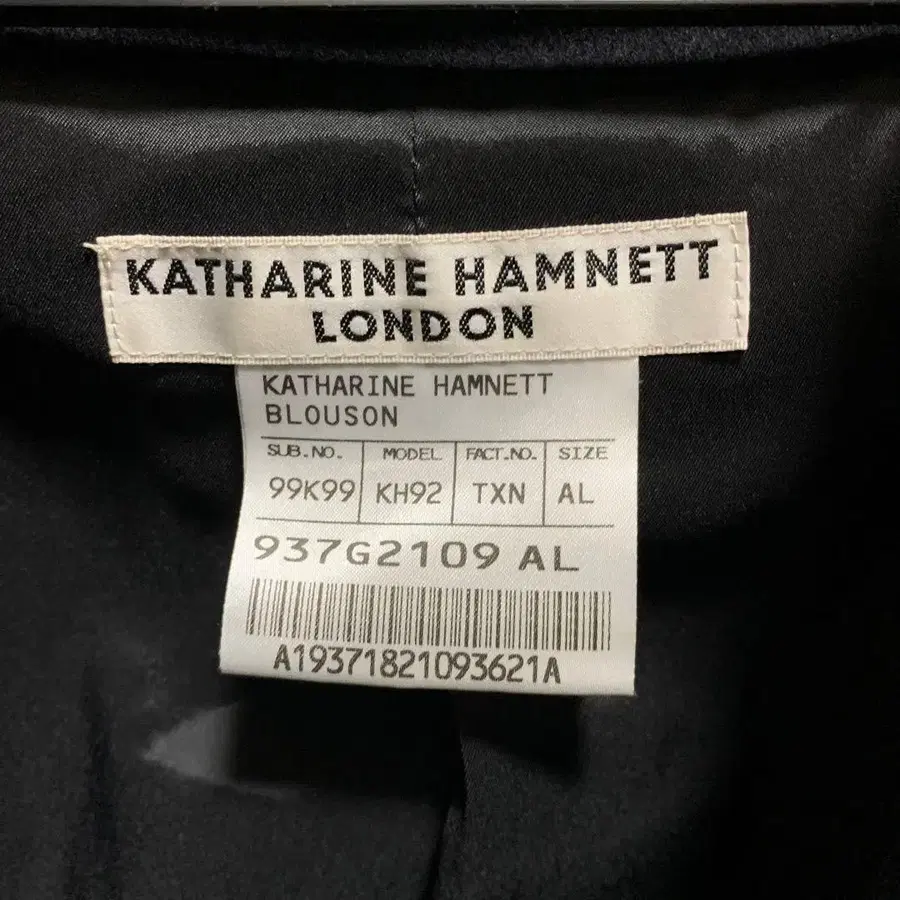 KATHARINE HAMNETT
LONDON
KATHARINE HAMNETT
BLOUSON
SUB.NO. MODEL FACT.NO. SIZE
99K99 KH92 TXN AL
937G2109 AL
A19371821093621A